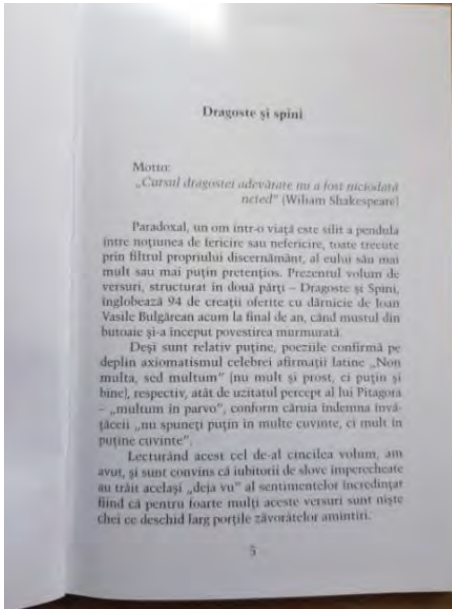 Dragoste și spini
Motto:
„Cursul dragostei adevărate nu a fost niciodată
neted” (Wiliam Shakespeare)
Paradoxal, un om într-o viață este silit a pendula
între noțiunea de fericire sau nefericire, toate trecute
prin filtrul propriului discernământ, al eului său mai
mult sau mai puțin pretențios. Prezentul volum de
versuri, structurat în două părți – Dragoste și Spini,
înglobează 94 de creații oferite cu dărnicie de Ioan
Vasile Bulgărean acum la final de an, când mustul din
butoaie și-a început povestirea murmurată.
Deși sunt relativ puține, poeziile confirmă pe
deplin axiomatismul celebrei afirmații latine „Non
multa, sed multum” (nu mult și prost, ci puțin și
bine), respectiv, atât de uzitatul percept al lui Pitagora
– „multum in parvo”, conform căruia îndemna învă-
țăceii „nu spuneți puțin în multe cuvinte, ci mult în
puține cuvinte”.
Lecturând acest cel de-al cincilea volum, am
avut, și sunt convins că iubitorii de slove împerecheate
au trăit același „deja vu” al sentimentelor încredințat
fiind că pentru foarte mulți aceste versuri sunt niște
chei ce deschid larg porțile zăvorâtelor amintiri.
5